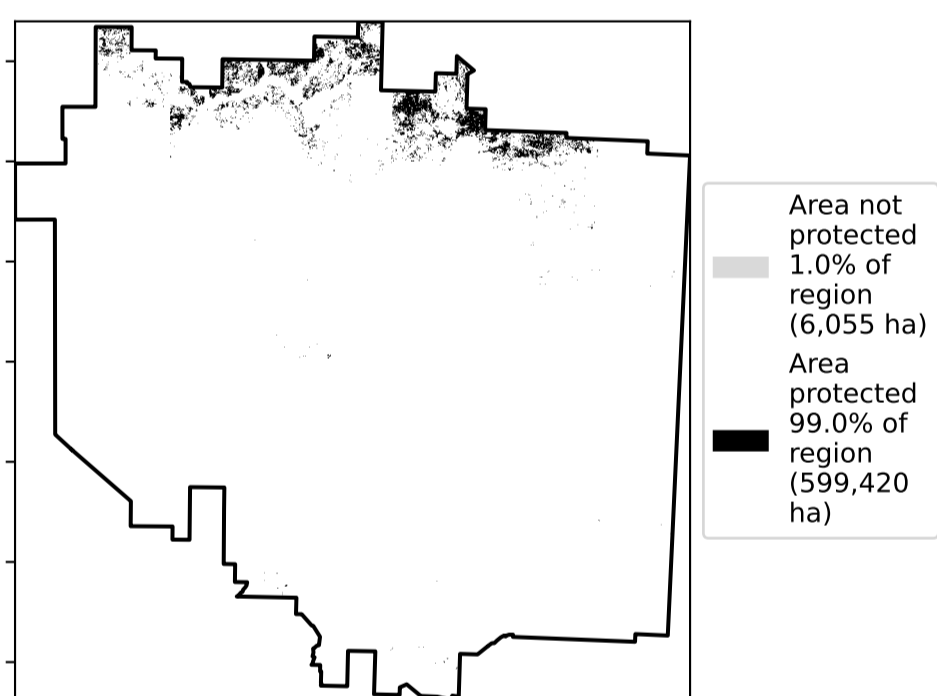 Area not
protected
1.0% of
region
(6,055 ha)
Area
protected
99.0% of
region
(599,420
ha)